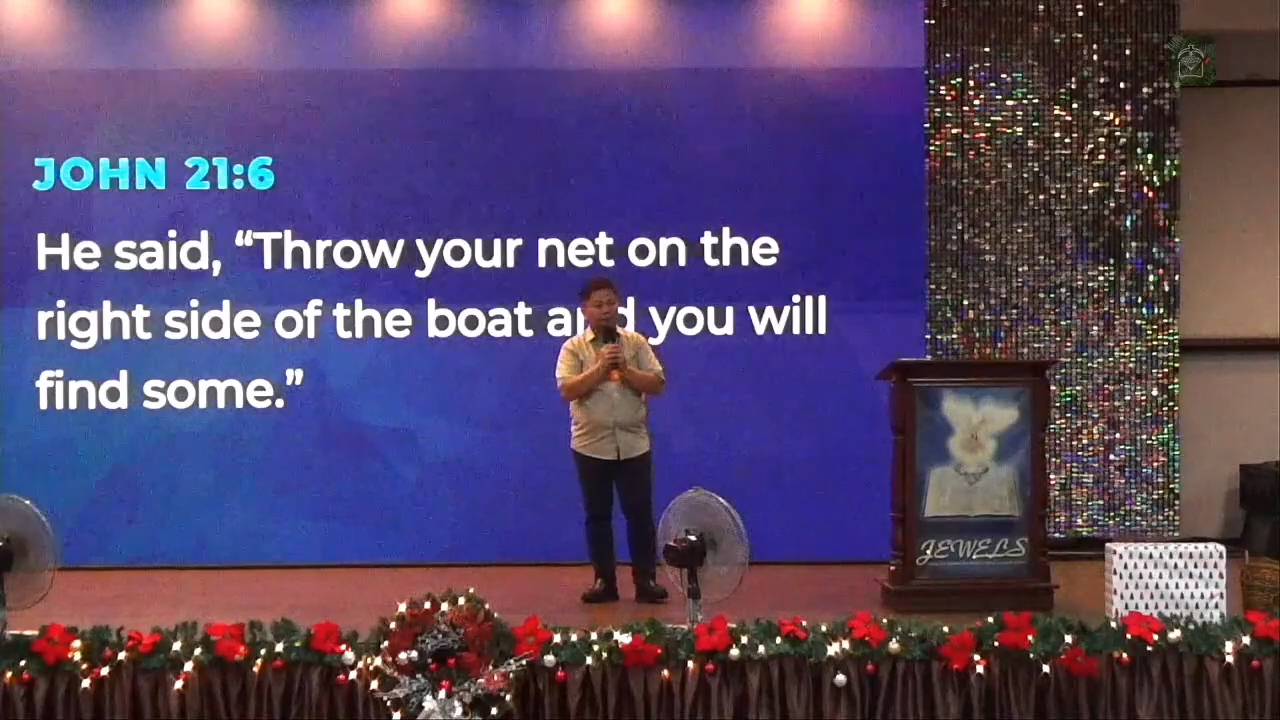 JOHN 21:6
He said, “Throw your net on the
right side of the boat and you will
find some.”
JEWELS